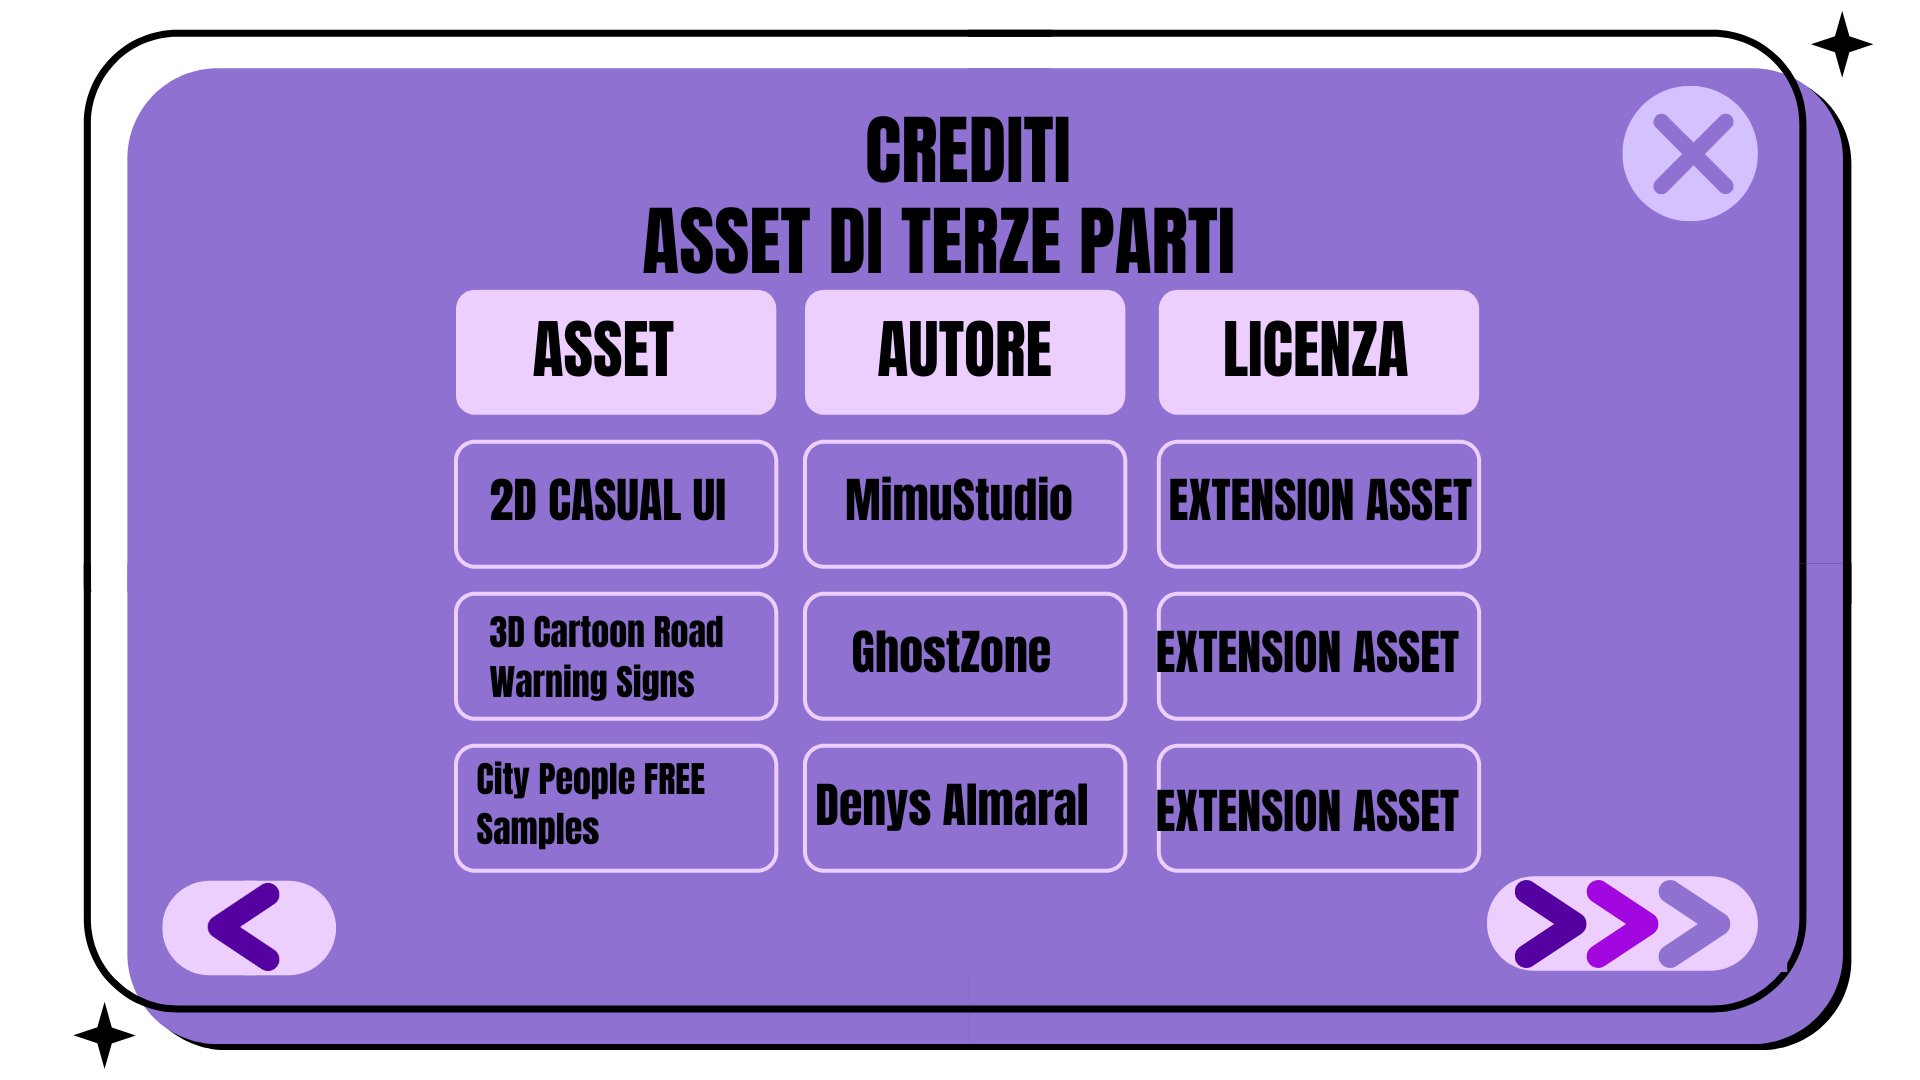 CREDITI
ASSET DI TERZE PARTI
ASSET AUTORE LICENZA
2D CASUAL UI MimuStudio EXTENSION ASSET
3D Cartoon Road
Warning Signs
GhostZone EXTENSION ASSET
City People FREE
Samples
Denys Almaral EXTENSION ASSET